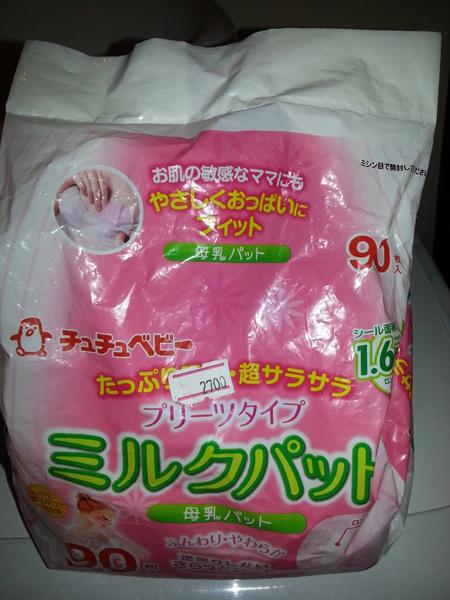 ミシン目で開封してください
お肌の敏感なママにも
やさしくおっぱいに
フィット
母乳パット
90 枚入
チュチュベビー
シール面積
1.6
たっぷり
・超サラサラ
2700
プリーツタイプ
ミルクパット
母乳パット
ふんわり・やわらか
90 枚